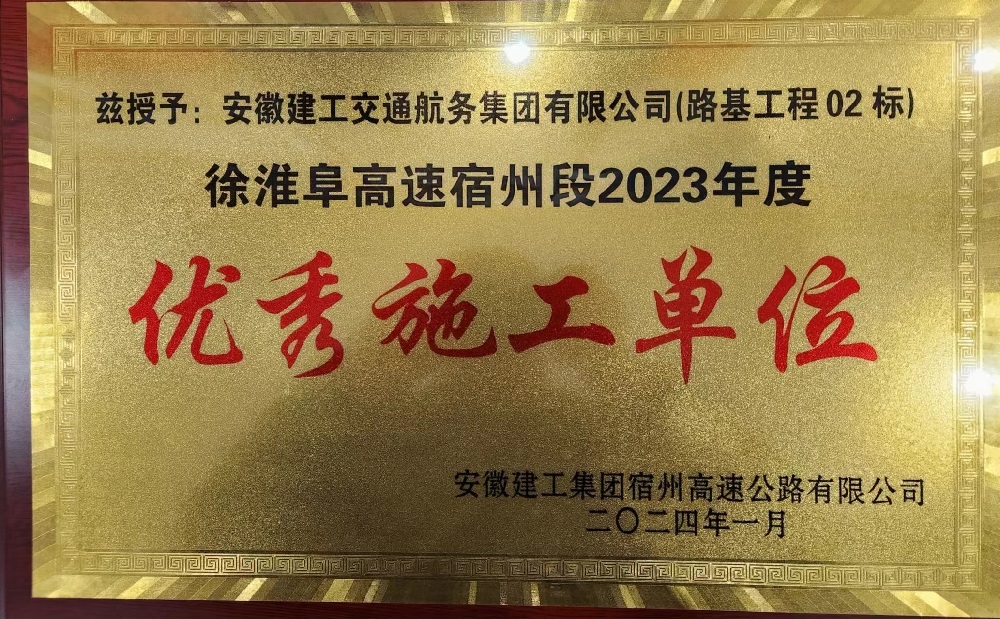 兹授予：安徽建工交通航务集团有限公司(路基工程02标)
徐淮阜高速宿州段2023年度
优秀施工单位
安徽建工集团宿州高速公路有限公司
二〇二四年一月